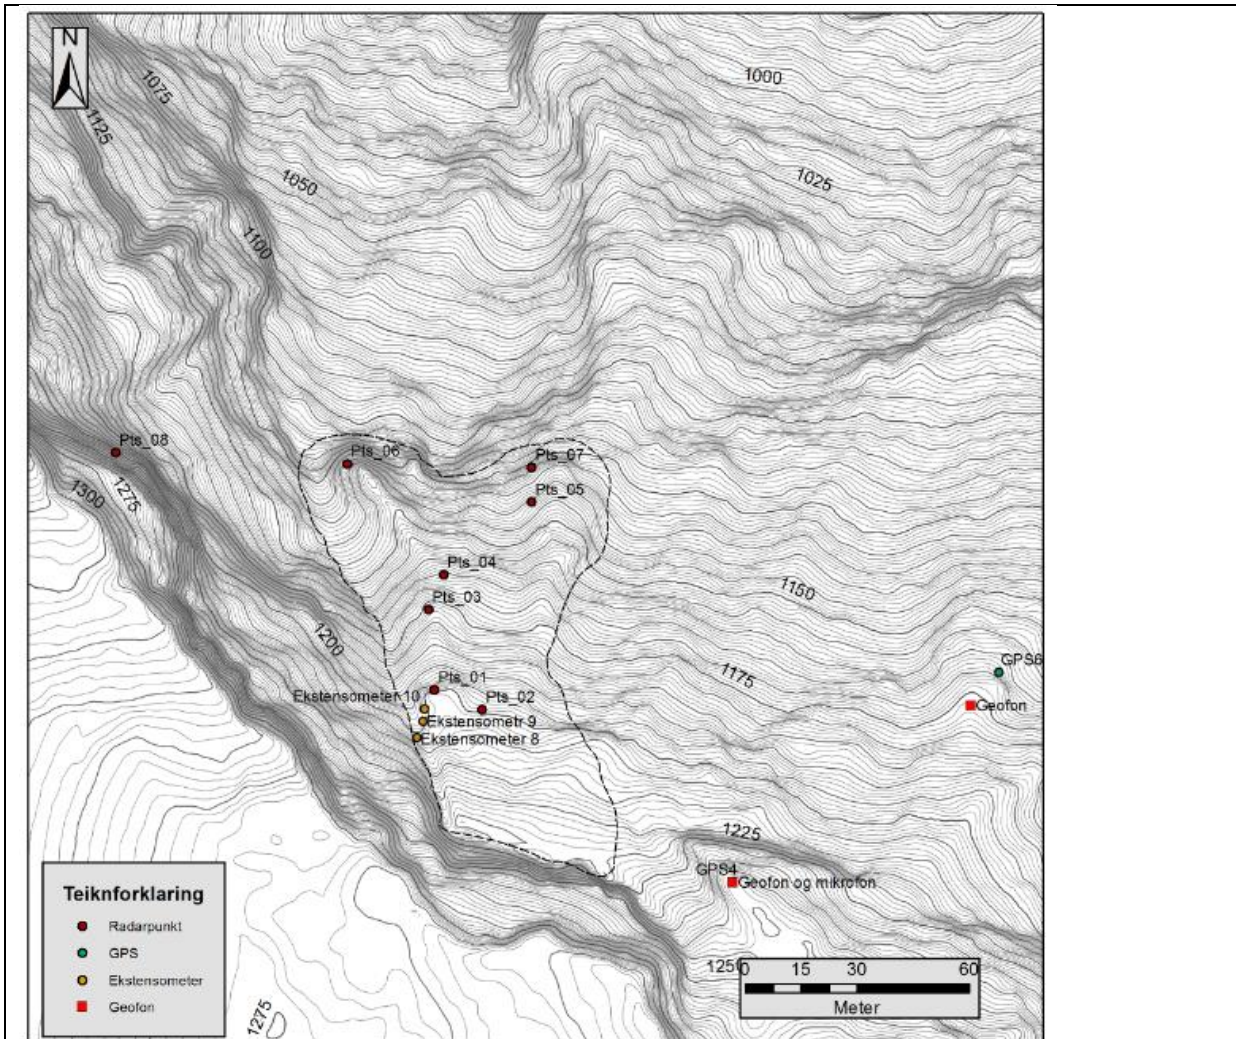 N
1000
1075
1125
1050
1025
1100
Pts_08
Pts_06
Pts_07
1275
1300
Pts_05
Pts_04
1150
Pts_03
1200
GPS6
1175
Pts_01
Ekstensometer 10
Pts_02
Geofon
Ekstensometr 9
Ekstensometer 8
1225
GPS4
Geofon og mikrofon
Teiknforklaring
Radarpunkt
GPS
Ekstensometer
Geofon
1250
0 15 30 60
Meter
1275